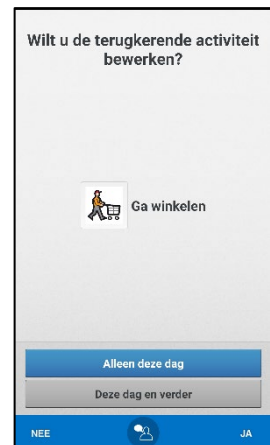 Wilt u de terugkerende activiteit
bewerken?
Ga winkelen
Alleen deze dag
Deze dag en verder
NEE
JA